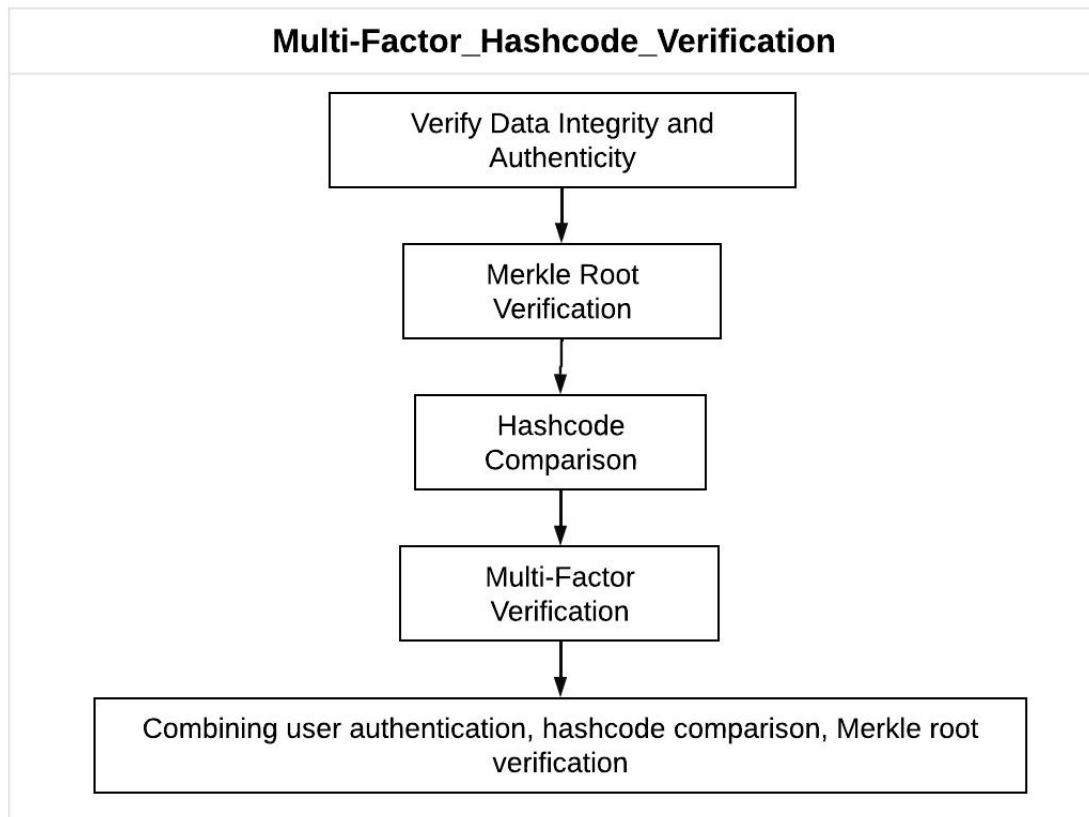 Multi-Factor_Hashcode_Verification
Verify Data Integrity and
Authenticity
Merkle Root
Verification
Hashcode
Comparison
Multi-Factor
Verification
Combining user authentication, hashcode comparison, Merkle root
verification